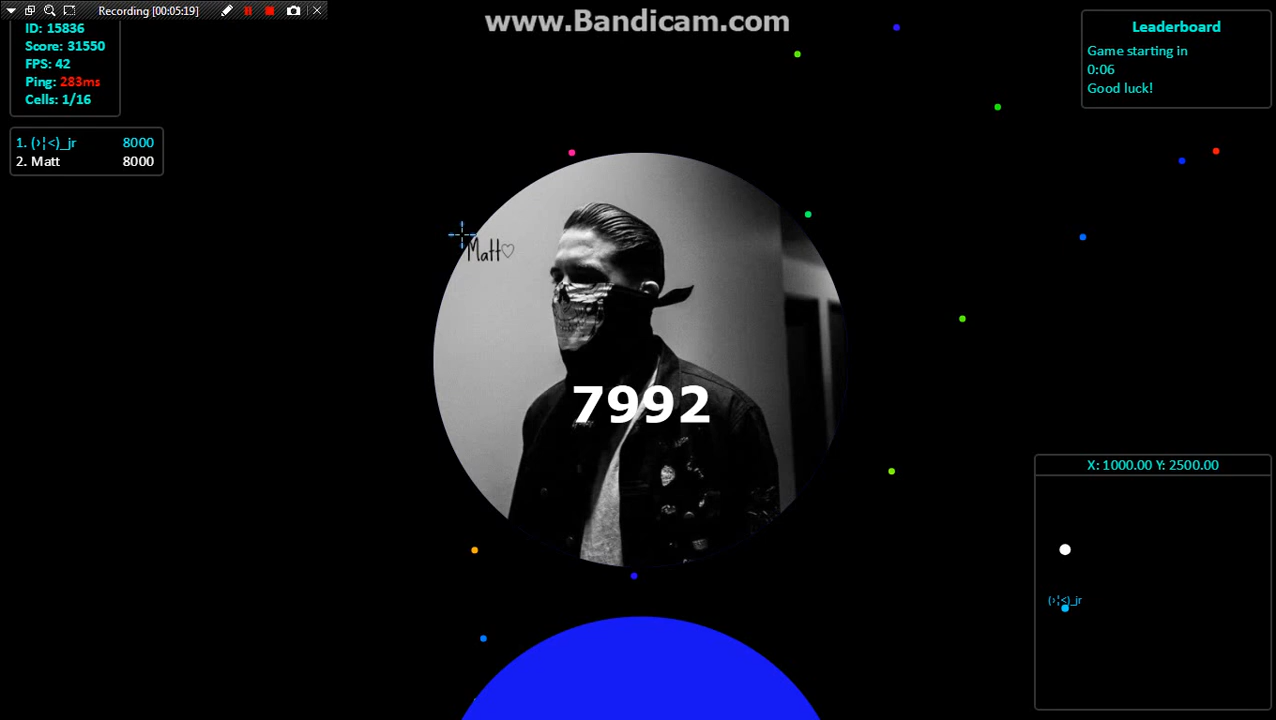 Recording [00:05:19]
www.Bandicam.com
ID: 15836
Score: 31550
FPS: 42
Ping: 283ms
Cells: 1/16
1. (›¦<)_jr 8000
2. Matt 8000
Leaderboard
Game starting in
0:06
Good luck!
Matt♡
7992
X: 1000.00 Y: 2500.00
(›¦<)_jr